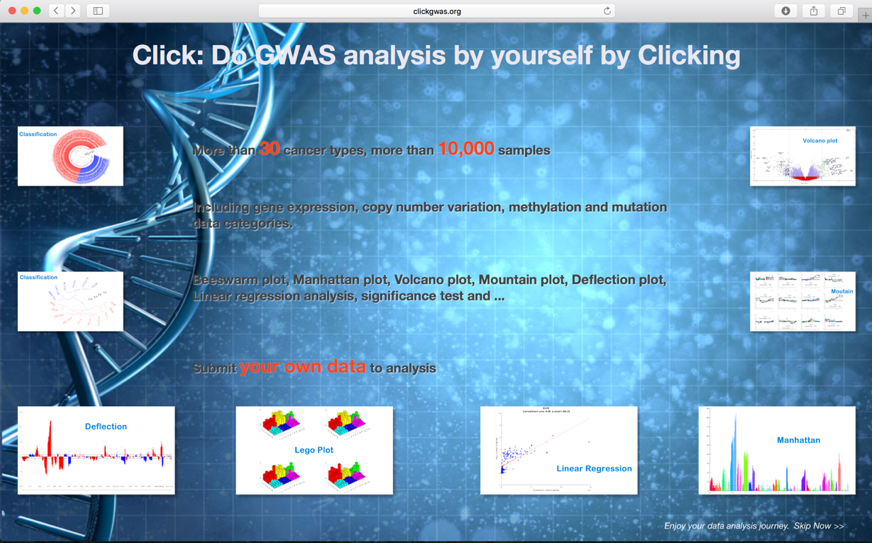 clickgwas.org
Click: Do GWAS analysis by yourself by Clicking
Classification
Volcano plot
More than 30 cancer types, more than 10,000 samples
Including gene expression, copy number variation, methylation and mutation
data categories.
Classification
Moutain
Beeswarm plot, Manhattan plot, Volcano plot, Mountain plot, Deflection plot,
Linear regression analysis, significance test and ...
Submit your own data to analysis
Deflection
Lego Plot
Linear Regression
Manhattan
Enjoy your data analysis journey. Skip Now >>